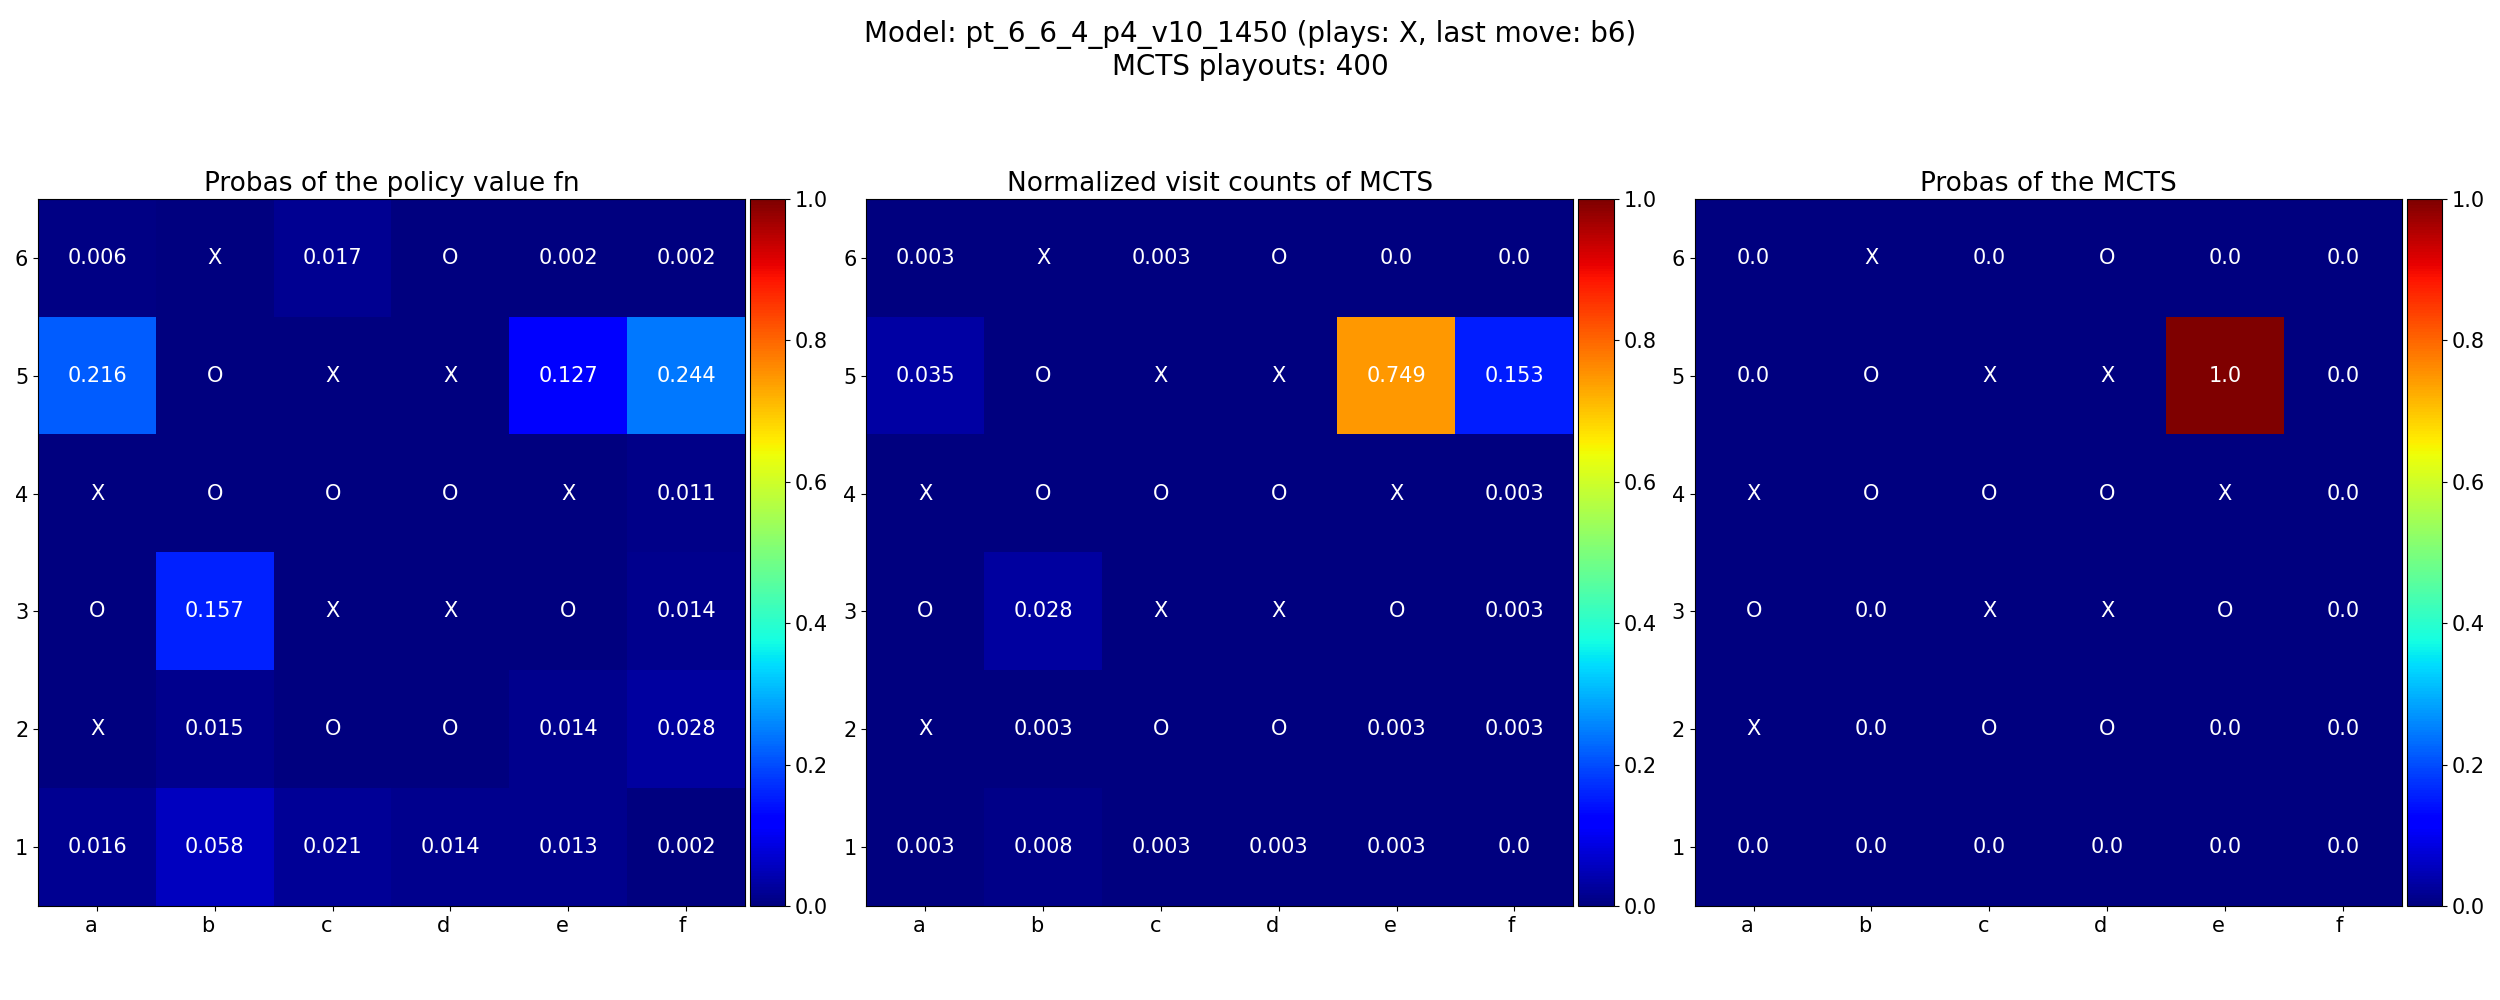 Model: pt_6_6_4_p4_v10_1450 (plays: X, last move: b6)
MCTS playouts: 400
Probas of the policy value fn
6 0.006 X 0.017 O 0.002 0.002
5 0.216 O X X 0.127 0.244
4 X O O O X 0.011
3 O 0.157 X X O 0.014
2 X 0.015 O O 0.014 0.028
1 0.016 0.058 0.021 0.014 0.013 0.002
a b c d e f
1.0
0.8
0.6
0.4
0.2
0.0
Normalized visit counts of MCTS
6 0.003 X 0.003 O 0.0 0.0
5 0.035 O X X 0.749 0.153
4 X O O O X 0.003
3 O 0.028 X X O 0.003
2 X 0.003 O O 0.003 0.003
1 0.003 0.008 0.003 0.003 0.003 0.0
a b c d e f
1.0
0.8
0.6
0.4
0.2
0.0
Probas of the MCTS
6 0.0 X 0.0 O 0.0 0.0
5 0.0 O X X 1.0 0.0
4 X O O O X 0.0
3 O 0.0 X X O 0.0
2 X 0.0 O O 0.0 0.0
1 0.0 0.0 0.0 0.0 0.0 0.0
a b c d e f
1.0
0.8
0.6
0.4
0.2
0.0